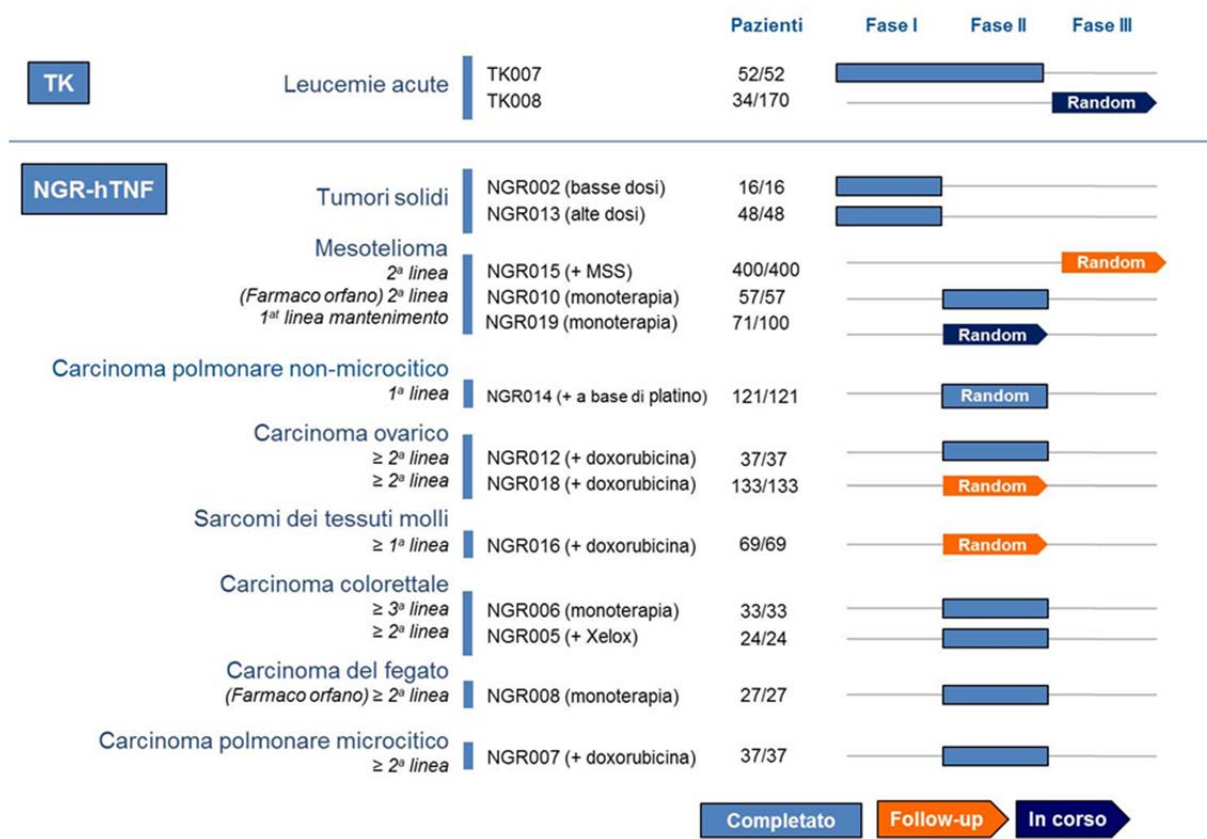 Pazienti Fase I Fase II Fase III
TK
Leucemie acute
TK007 52/52
TK008 34/170 Random
NGR-hTNF
Tumori solidi
NGR002 (basse dosi) 16/16
NGR013 (alte dosi) 48/48
Mesotelioma
2ª linea NGR015 (+ MSS) 400/400 Random
(Farmaco orfano) 2ª linea NGR010 (monoterapia) 57/57
1ªᵗ linea mantenimento NGR019 (monoterapia) 71/100 Random
Carcinoma polmonare non-microcitico
1ª linea NGR014 (+ a base di platino) 121/121 Random
Carcinoma ovarico
≥ 2ª linea NGR012 (+ doxorubicina) 37/37
≥ 2ª linea NGR018 (+ doxorubicina) 133/133 Random
Sarcomi dei tessuti molli
≥ 1ª linea NGR016 (+ doxorubicina) 69/69 Random
Carcinoma colorettale
≥ 3ª linea NGR006 (monoterapia) 33/33
≥ 2ª linea NGR005 (+ Xelox) 24/24
Carcinoma del fegato
(Farmaco orfano) ≥ 2ª linea NGR008 (monoterapia) 27/27
Carcinoma polmonare microcitico
≥ 2ª linea NGR007 (+ doxorubicina) 37/37
Completato Follow-up In corso